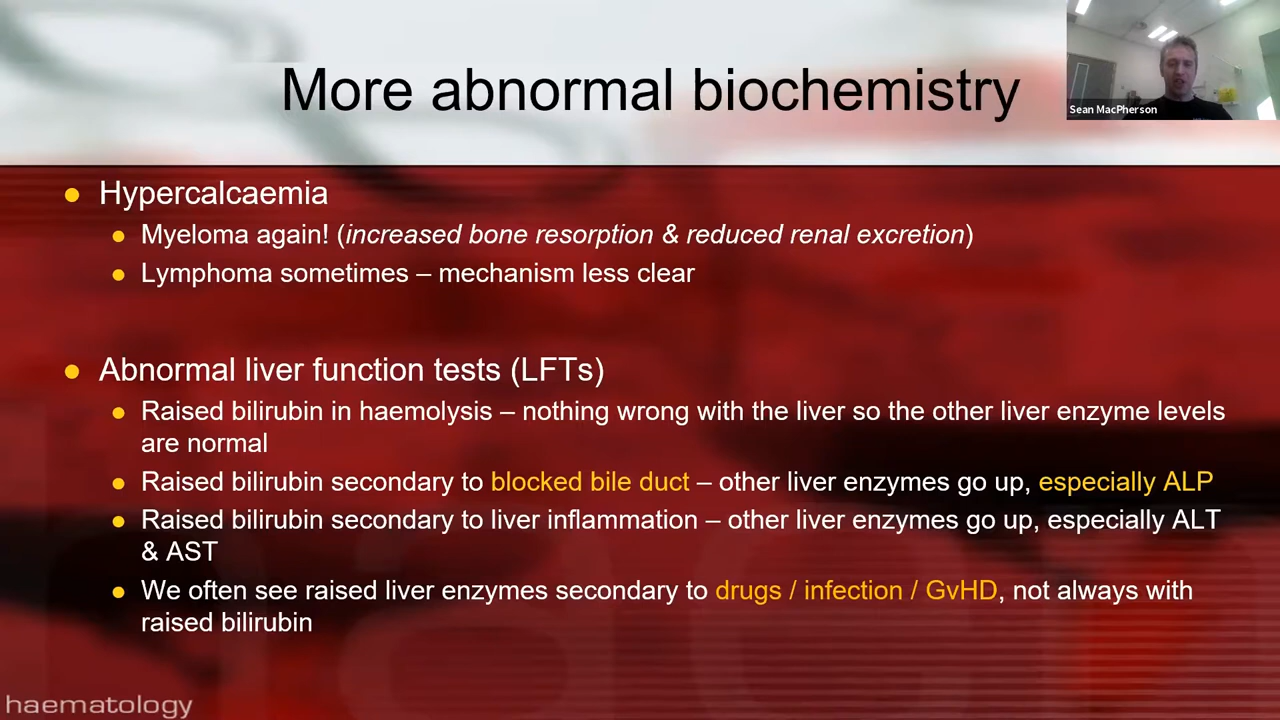 More abnormal biochemistry
Sean MacPherson
● Hypercalcaemia
● Myeloma again! (increased bone resorption & reduced renal excretion)
● Lymphoma sometimes – mechanism less clear
● Abnormal liver function tests (LFTs)
● Raised bilirubin in haemolysis – nothing wrong with the liver so the other liver enzyme levels
are normal
● Raised bilirubin secondary to blocked bile duct – other liver enzymes go up, especially ALP
● Raised bilirubin secondary to liver inflammation – other liver enzymes go up, especially ALT
& AST
● We often see raised liver enzymes secondary to drugs / infection / GvHD, not always with
raised bilirubin
haematology